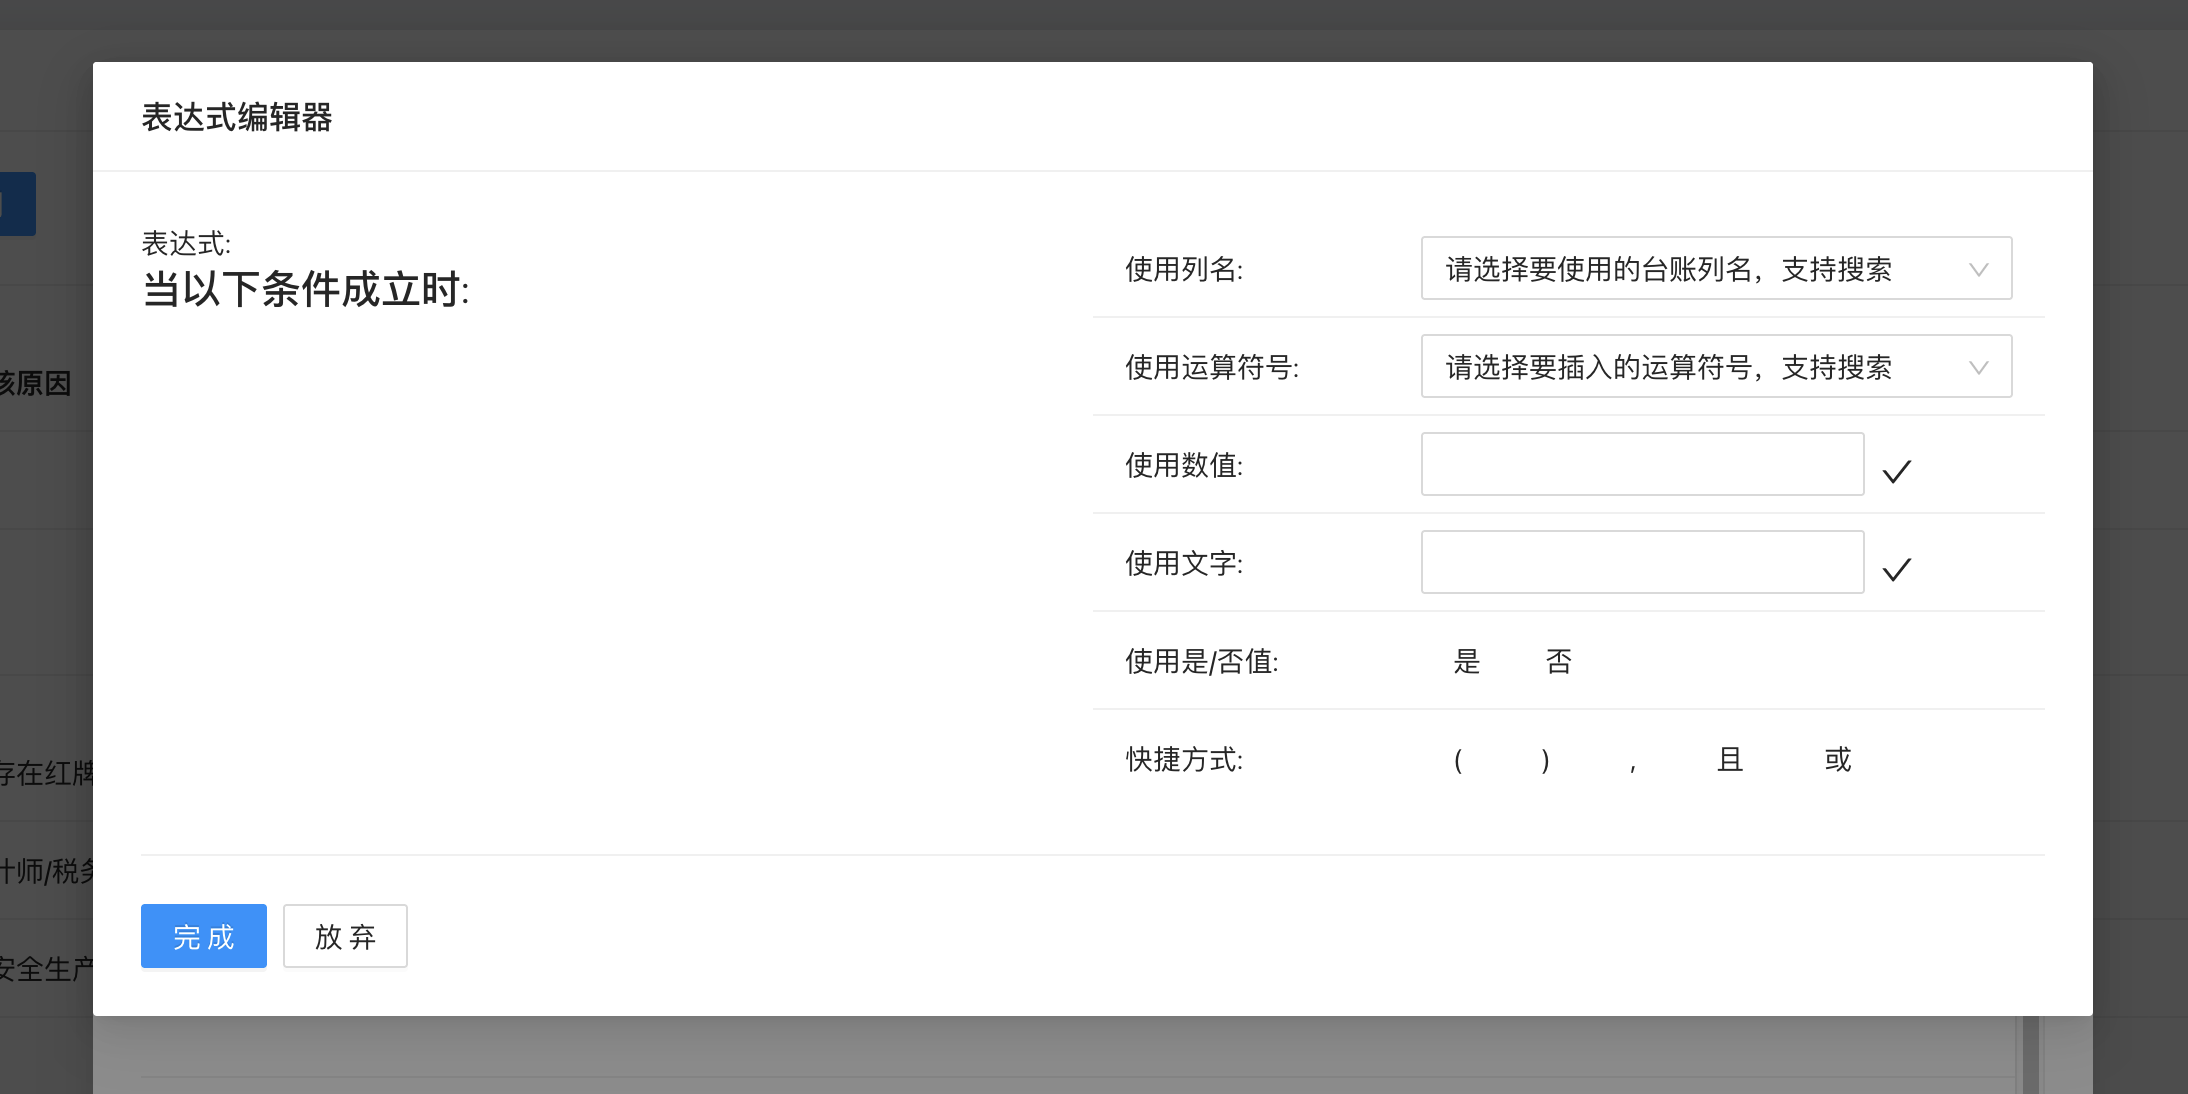 表达式编辑器
表达式:
当以下条件成立时:
使用列名:
请选择要使用的台账列名，支持搜索
使用运算符号:
请选择要插入的运算符号，支持搜索
使用数值:
使用文字:
使用是/否值:
是 否
快捷方式:
( ) , 且 或
完成 放弃
核原因
存在红牌
计师/税务
安全生产